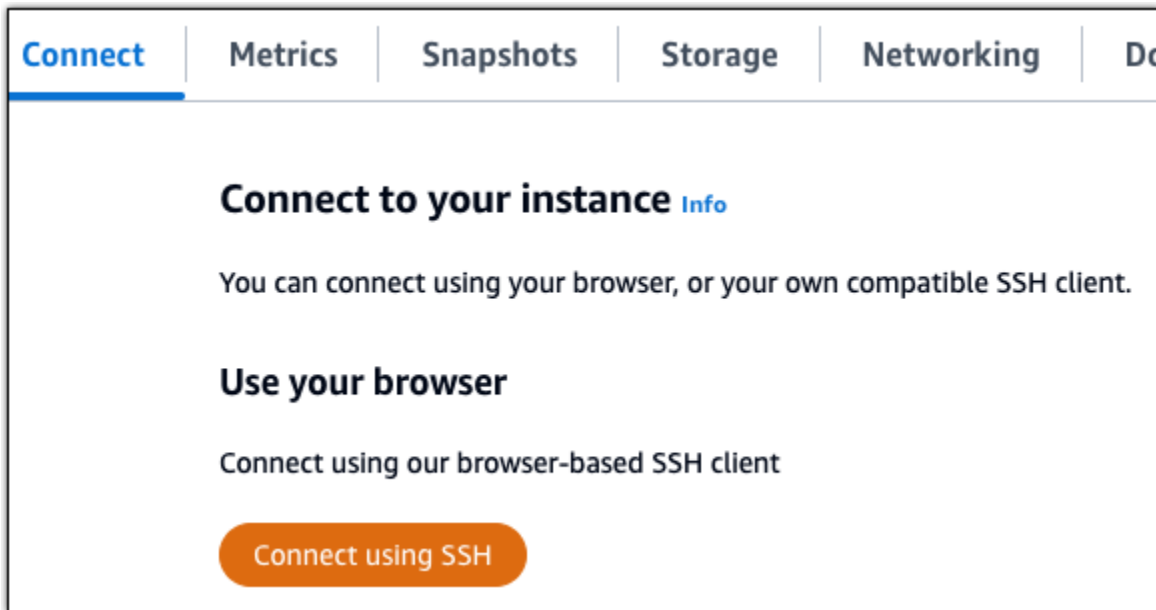 Connect Metrics Snapshots Storage Networking
Connect to your instance Info
You can connect using your browser, or your own compatible SSH client.
Use your browser
Connect using our browser-based SSH client
Connect using SSH